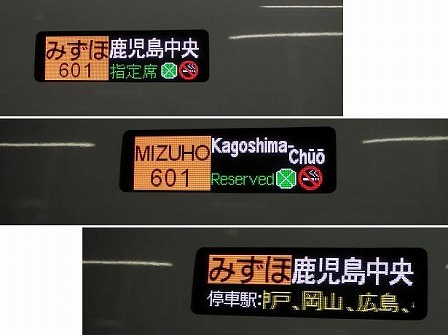 みずほ 鹿児島中央
601 指定席
MIZUHO Kagoshima-Chūō
601 Reserved
みずほ 鹿児島中央
停車駅:神戸、岡山、広島、